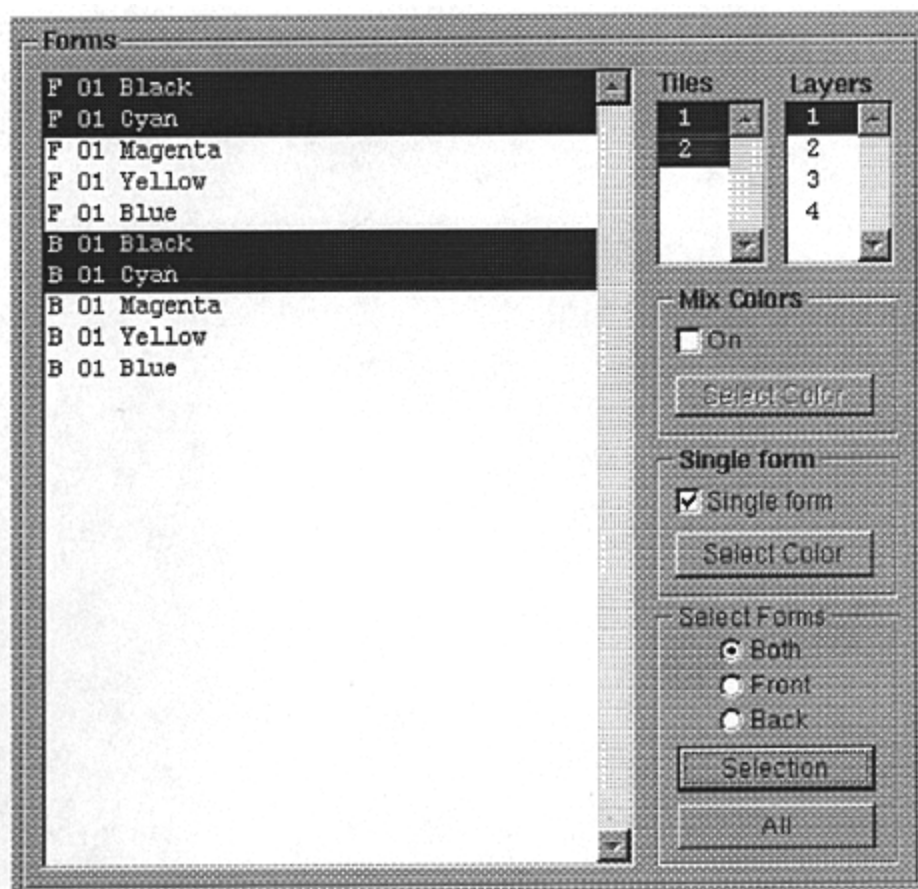 Forms
F 01 Black
F 01 Cyan
F 01 Magenta
F 01 Yellow
F 01 Blue
B 01 Black
B 01 Cyan
B 01 Magenta
B 01 Yellow
B 01 Blue
Tiles
1
2
Layers
1
2
3
4
Mix Colors
On
Select Color
Single form
Single form
Select Color
Select Forms
Both
Front
Back
Selection
All